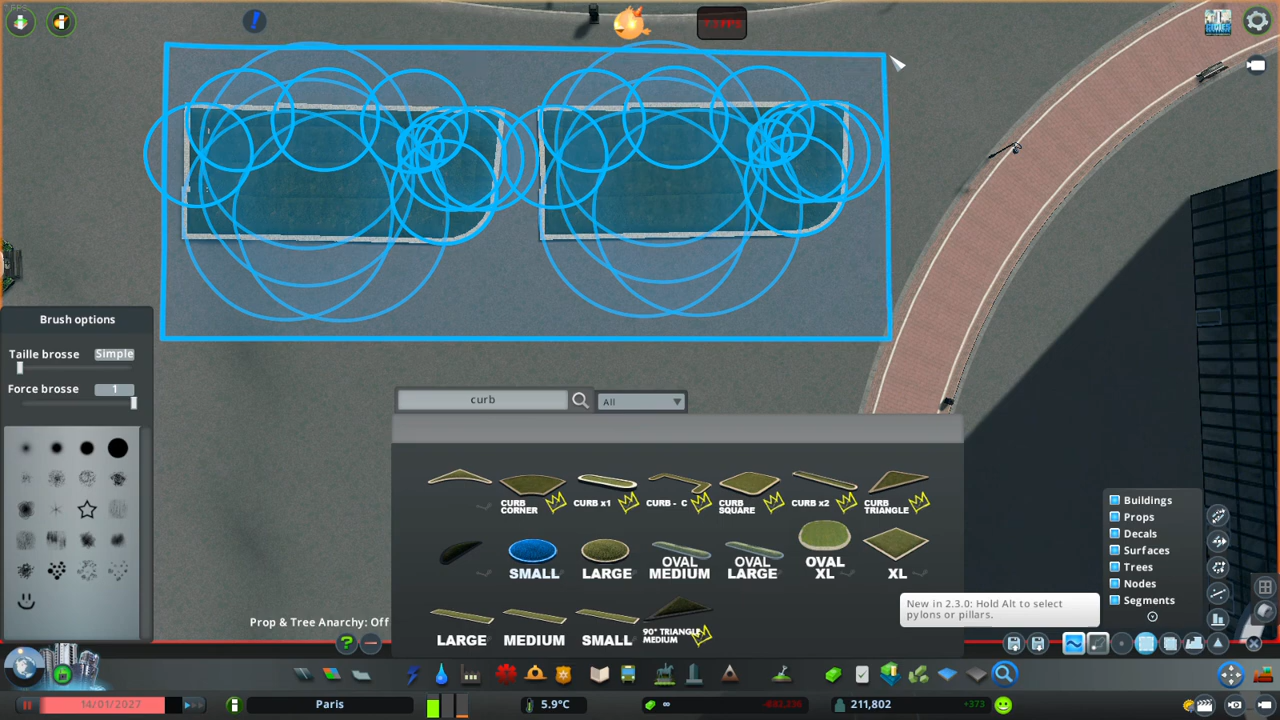 Brush options
Taille brosse Simple
Force brosse 1
curb
All
CURB CORNER
CURB x1
CURB - C
CURB SQUARE
CURB x2
CURB TRIANGLE
SMALL
LARGE
OVAL MEDIUM
OVAL LARGE
OVAL XL
XL
LARGE
MEDIUM
SMALL
90° TRIANGLE MEDIUM
Buildings
Props
Decals
Surfaces
Trees
Nodes
Segments
New in 2.3.0: Hold Alt to select
pylons or pillars.
Prop & Tree Anarchy: Off
14/01/2027
Paris
5.9°C
∞
211,802
+373